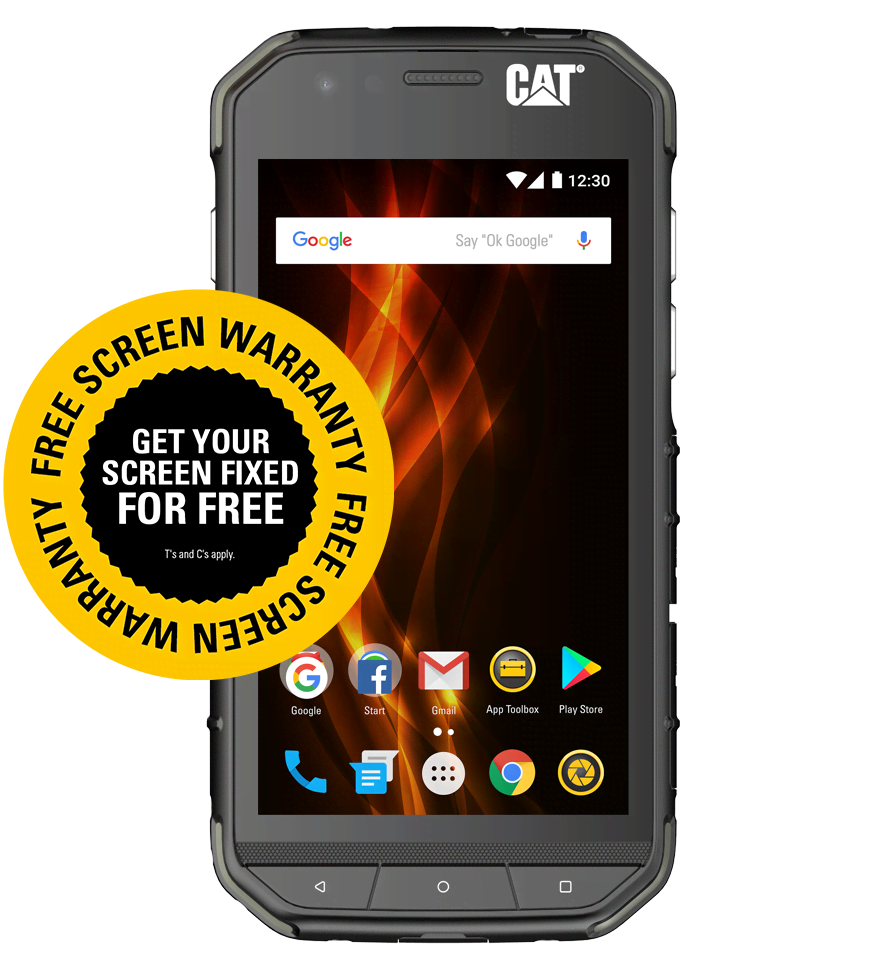 CAT®
12:30
Google
Say "Ok Google"
FREE SCREEN WARRANTY
FREE SCREEN WARRANTY
GET YOUR
SCREEN FIXED
FOR FREE
T's and C's apply.
Google Start Gmail App Toolbox Play Store